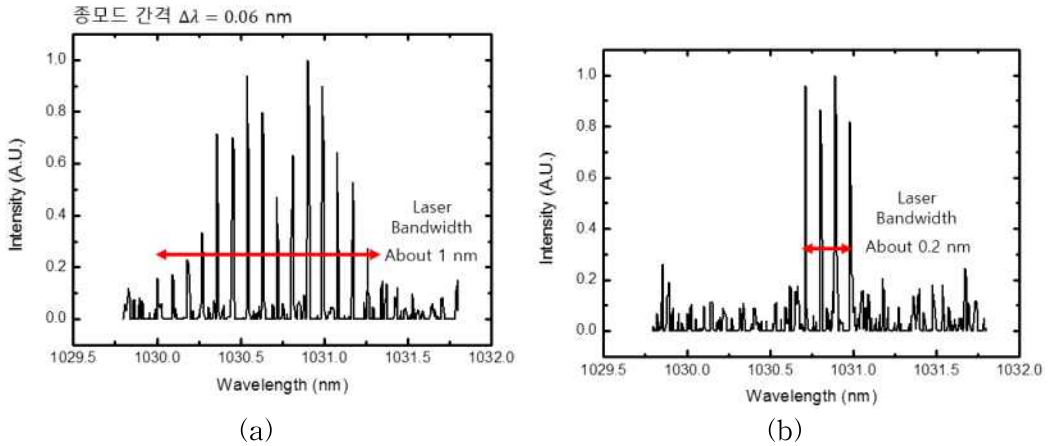 종모드 간격 Δλ = 0.06 nm
Intensity (A.U.)
1.0
0.8
0.6
0.4
0.2
0.0
Laser
Bandwidth
About 1 nm
1029.5 1030.0 1030.5 1031.0 1031.5 1032.0
Wavelength (nm)
(a)
Intensity (A.U.)
1.0
0.8
0.6
0.4
0.2
0.0
Laser
Bandwidth
About 0.2 nm
1029.5 1030.0 1030.5 1031.0 1031.5 1032.0
Wavelength (nm)
(b)